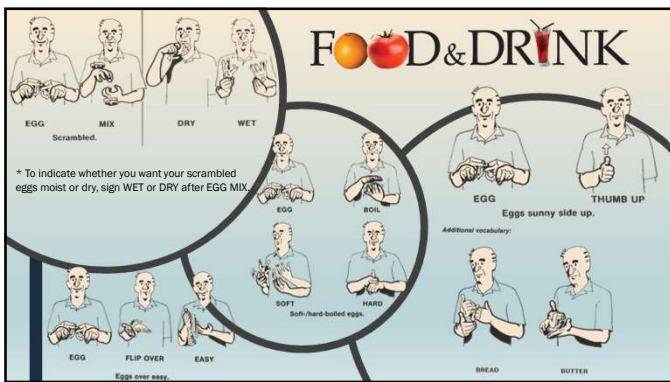 FOOD & DRINK
EGG MIX DRY WET
Scrambled.
* To indicate whether you want your scrambled
eggs moist or dry, sign WET or DRY after EGG MIX.
EGG BOIL
SOFT HARD
Soft-/hard-boiled eggs.
EGG THUMB UP
Eggs sunny side up.
Additional vocabulary:
BREAD BUTTER
EGG FLIP OVER EASY
Eggs over easy.